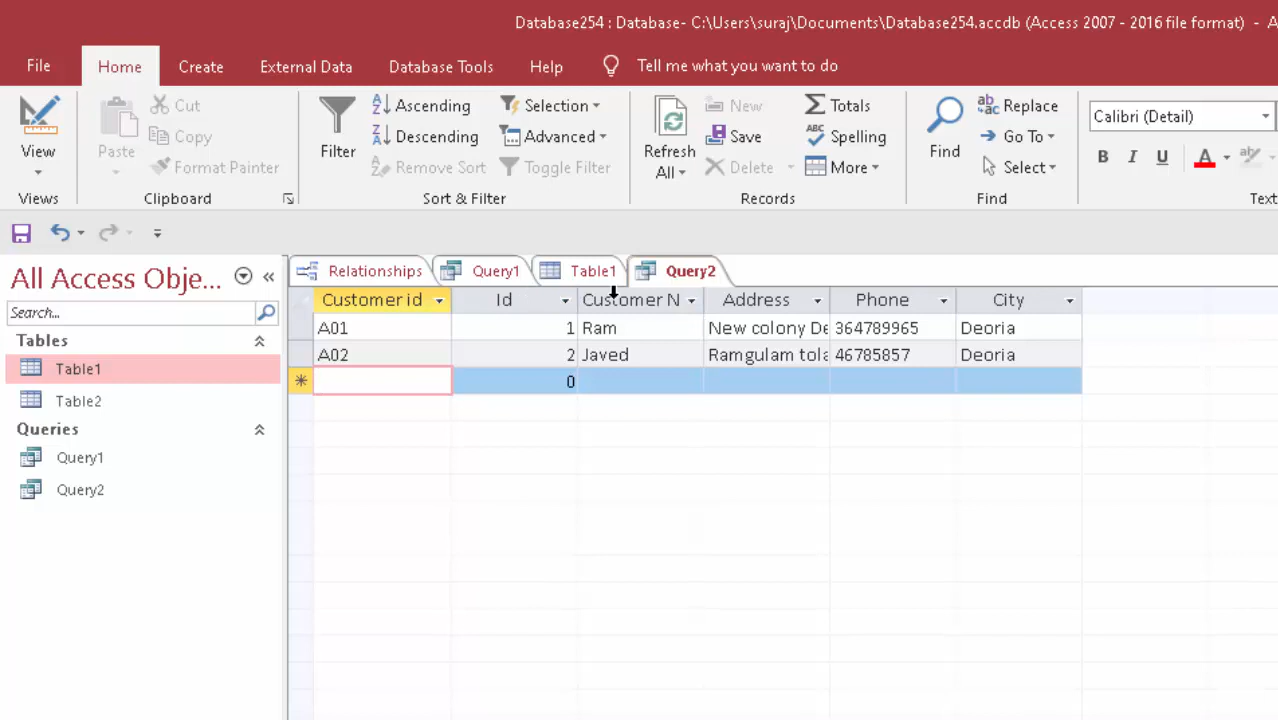 Database254 : Database- C:\Users\suraj\Documents\Database254.accdb (Access 2007 - 2016 file format) -
File Home Create External Data Database Tools Help Tell me what you want to do
Cut Ascending Selection New Totals Replace Calibri (Detail)
Copy Descending Advanced Save Spelling Go To
View Paste Format Painter Filter Remove Sort Toggle Filter Refresh All Delete More Find Select B I U A
Views Clipboard Sort & Filter Records Find
All Access Obje... Relationships Query1 Table1 Query2
Search... Customer id Id Customer N Address Phone City
Tables A01 1 Ram New colony De 364789965 Deoria
Table1 A02 2 Javed Ramgulam tola 46785857 Deoria
0
Table2
Queries
Query1
Query2